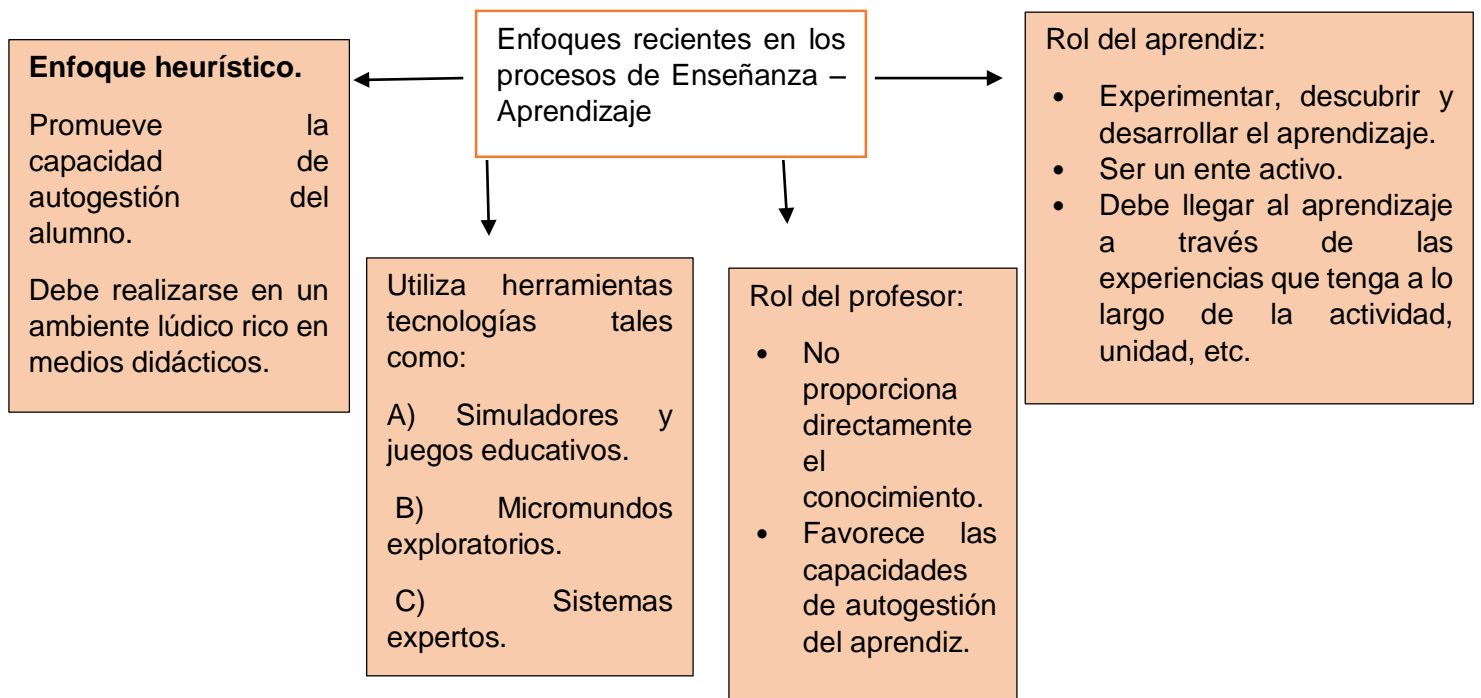 Enfoque heurístico.
Promueve la
capacidad de
autogestión del
alumno.
Debe realizarse en un
ambiente lúdico rico en
medios didácticos.
Enfoques recientes en los
procesos de Enseñanza –
Aprendizaje
Rol del aprendiz:
• Experimentar, descubrir y
desarrollar el aprendizaje.
• Ser un ente activo.
• Debe llegar al aprendizaje
a través de las
experiencias que tenga a lo
largo de la actividad,
unidad, etc.
Utiliza herramientas
tecnologías tales
como:
A) Simuladores y
juegos educativos.
B) Micromundos
exploratorios.
C) Sistemas
expertos.
Rol del profesor:
• No
proporciona
directamente
el
conocimiento.
• Favorece las
capacidades
de autogestión
del aprendiz.